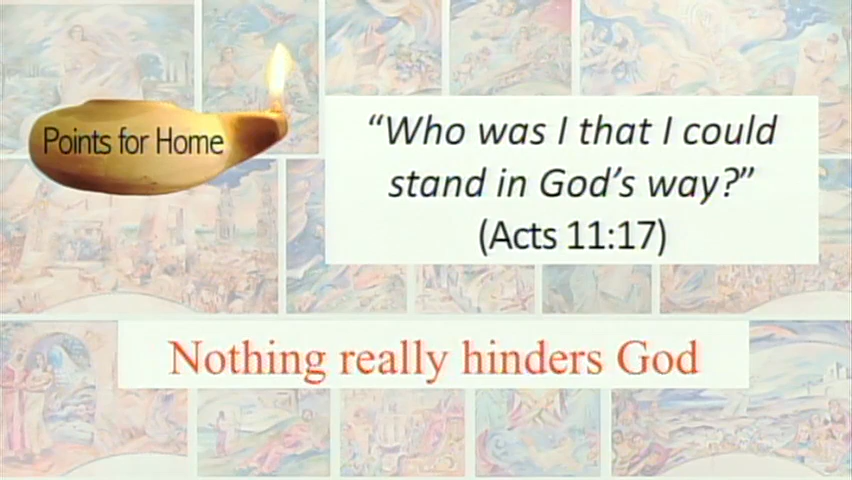 Points for Home
“Who was I that I could
stand in God’s way?”
(Acts 11:17)
Nothing really hinders God